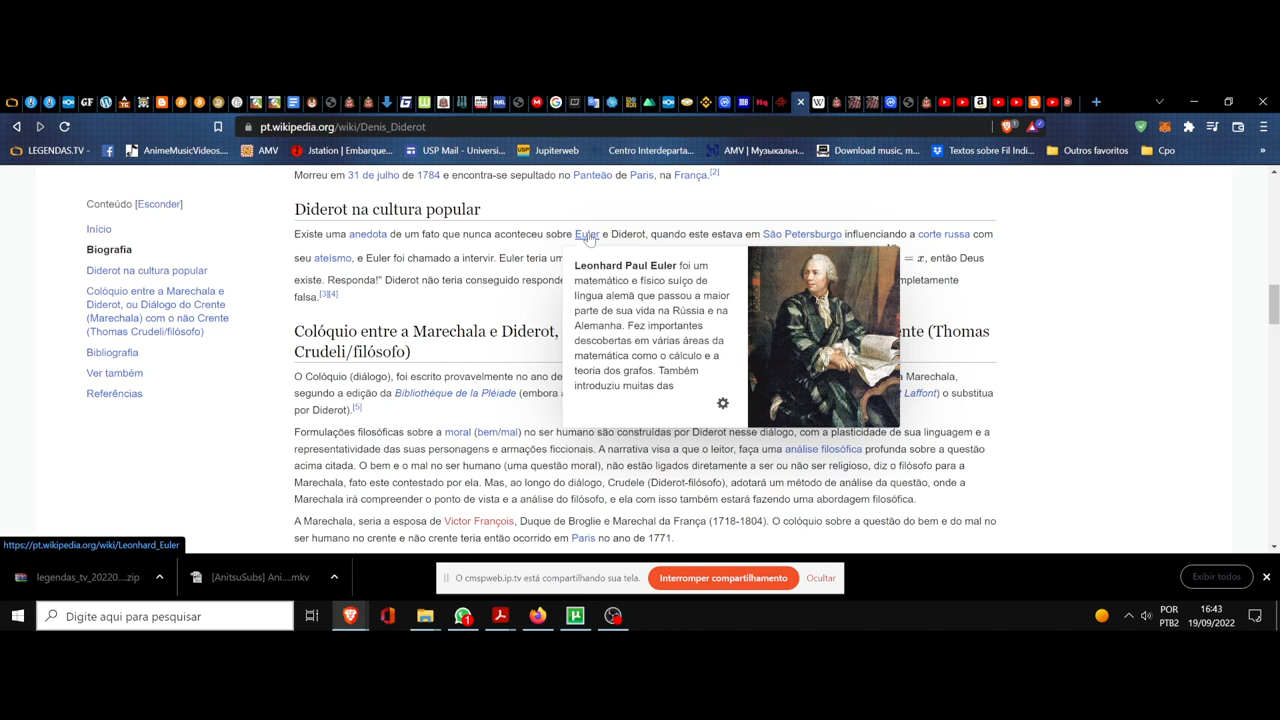 pt.wikipedia.org/wiki/Denis_Diderot
LEGENDAS.TV - AnimeMusicVideos... AMV Jstation | Embarque... USP Mail - Universi... Jupiterweb Centro Interdeparta... AMV | Музыкальн... Download music, m... Textos sobre Fil Indi... Outros favoritos Cpo »
Morreu em 31 de julho de 1784 e encontra-se sepultado no Panteão de Paris, na França.[2]
Conteúdo [Esconder]
Início
Biografia
Diderot na cultura popular
Colóquio entre a Marechala e
Diderot, ou Diálogo do Crente
(Marechala) com o não Crente
(Thomas Crudeli/filósofo)
Bibliografia
Ver também
Referências
Diderot na cultura popular
Existe uma anedota de um fato que nunca aconteceu sobre Euler e Diderot, quando este estava em São Petersburgo influenciando a corte russa com
seu ateísmo, e Euler foi chamado a intervir. Euler teria um = x, então Deus
existe. Responda!" Diderot não teria conseguido responde mpletamente
falsa.[3][4]
Leonhard Paul Euler foi um
matemático e físico suíço de
língua alemã que passou a maior
parte de sua vida na Rússia e na
Alemanha. Fez importantes
descobertas em várias áreas da
matemática como o cálculo e a
teoria dos grafos. Também
introduziu muitas das
Colóquio entre a Marechala e Diderot, ente (Thomas
Crudeli/filósofo)
O Colóquio (diálogo), foi escrito provavelmente no ano de a Marechala,
segundo a edição da Bibliothèque de la Pléiade (embora t Laffont) o substitua
por Diderot).[5]
Formulações filosóficas sobre a moral (bem/mal) no ser humano são construídas por Diderot nesse diálogo, com a plasticidade de sua linguagem e a
representatividade das suas personagens e armações ficcionais. A narrativa visa a que o leitor, faça uma análise filosófica profunda sobre a questão
acima citada. O bem e o mal no ser humano (uma questão moral), não estão ligados diretamente a ser ou não ser religioso, diz o filósofo para a
Marechala, fato este contestado por ela. Mas, ao longo do diálogo, Crudele (Diderot-filósofo), adotará um método de análise da questão, onde a
Marechala irá compreender o ponto de vista e a análise do filósofo, e ela com isso também estará fazendo uma abordagem filosófica.
A Marechala, seria a esposa de Victor François, Duque de Broglie e Marechal da França (1718-1804). O colóquio sobre a questão do bem e do mal no
ser humano no crente e não crente teria então ocorrido em Paris no ano de 1771.
https://pt.wikipedia.org/wiki/Leonhard_Euler
legendas_tv_20220....zip [AnitsuSubs] Ani....mkv O cmspweb.ip.tv está compartilhando sua tela. Interromper compartilhamento Ocultar Exibir todos
Digite aqui para pesquisar
POR
PTB2
16:43
19/09/2022